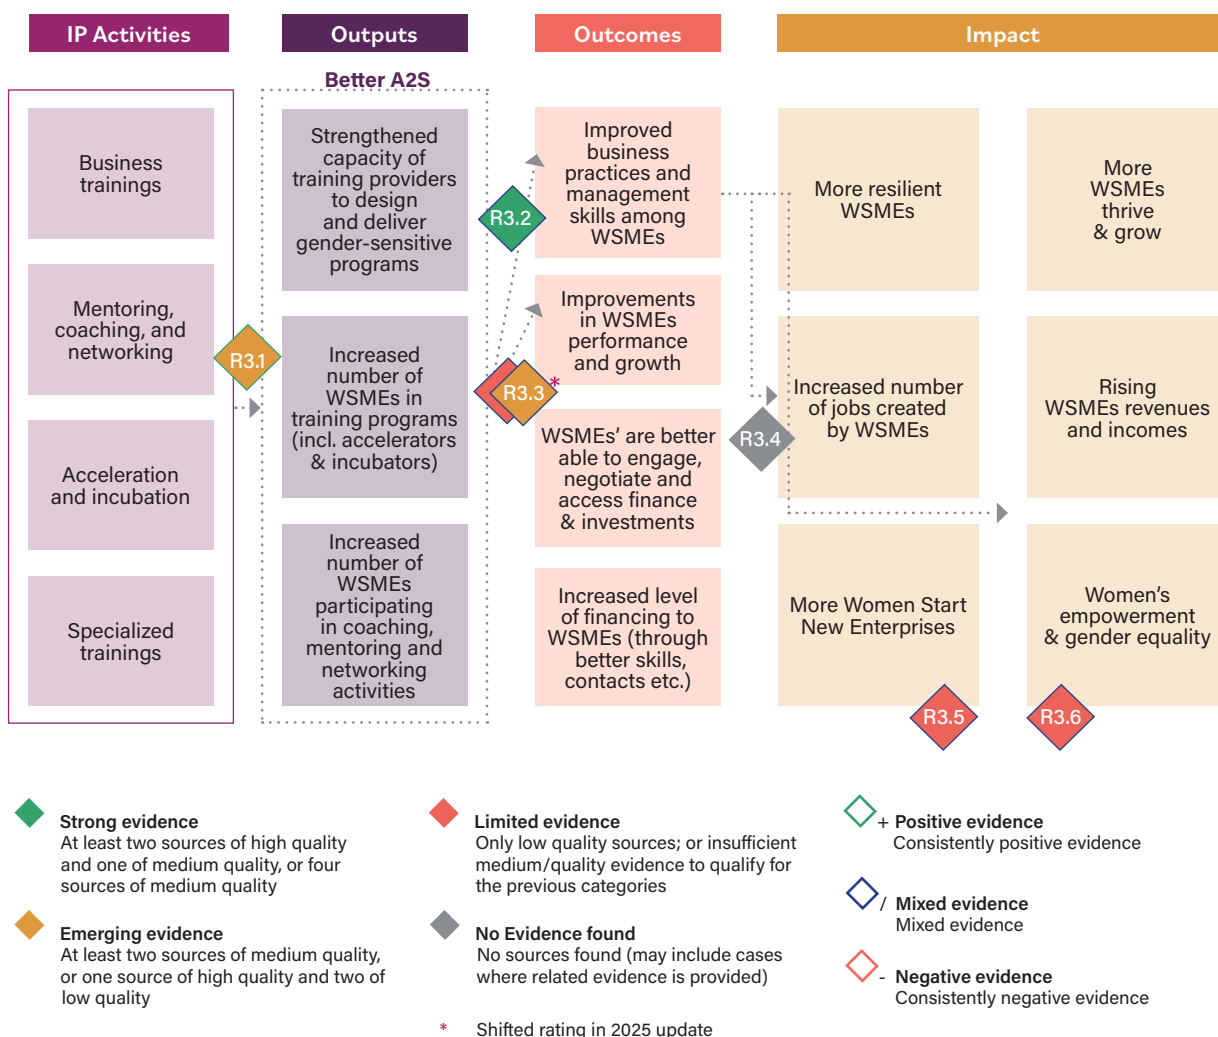 IP Activities
Outputs
Outcomes
Impact
Better A2S
Business
trainings
Mentoring,
coaching, and
networking
Acceleration
and incubation
Specialized
trainings
R3.1
Strengthened
capacity of
training providers
to design
and deliver
gender-sensitive
programs
Increased
number of
WSMEs in
training programs
(incl. accelerators
& incubators)
Increased
number of
WSMEs
participating
in coaching,
mentoring and
networking
activities
R3.2
R3.3
*
Improved
business
practices and
management
skills among
WSMEs
Improvements
in WSMEs
performance
and growth
WSMEs’ are better
able to engage,
negotiate and
access finance
& investments
Increased level
of financing to
WSMEs (through
better skills,
contacts etc.)
R3.4
More resilient
WSMEs
Increased number
of jobs created
by WSMEs
More Women Start
New Enterprises
R3.5
More
WSMEs
thrive
& grow
Rising
WSMEs revenues
and incomes
Women’s
empowerment
& gender equality
R3.6
Strong evidence
At least two sources of high quality
and one of medium quality, or four
sources of medium quality
Emerging evidence
At least two sources of medium quality,
or one source of high quality and two of
low quality
Limited evidence
Only low quality sources; or insufficient
medium/quality evidence to qualify for
the previous categories
No Evidence found
No sources found (may include cases
where related evidence is provided)
* Shifted rating in 2025 update
+ Positive evidence
Consistently positive evidence
/ Mixed evidence
Mixed evidence
- Negative evidence
Consistently negative evidence